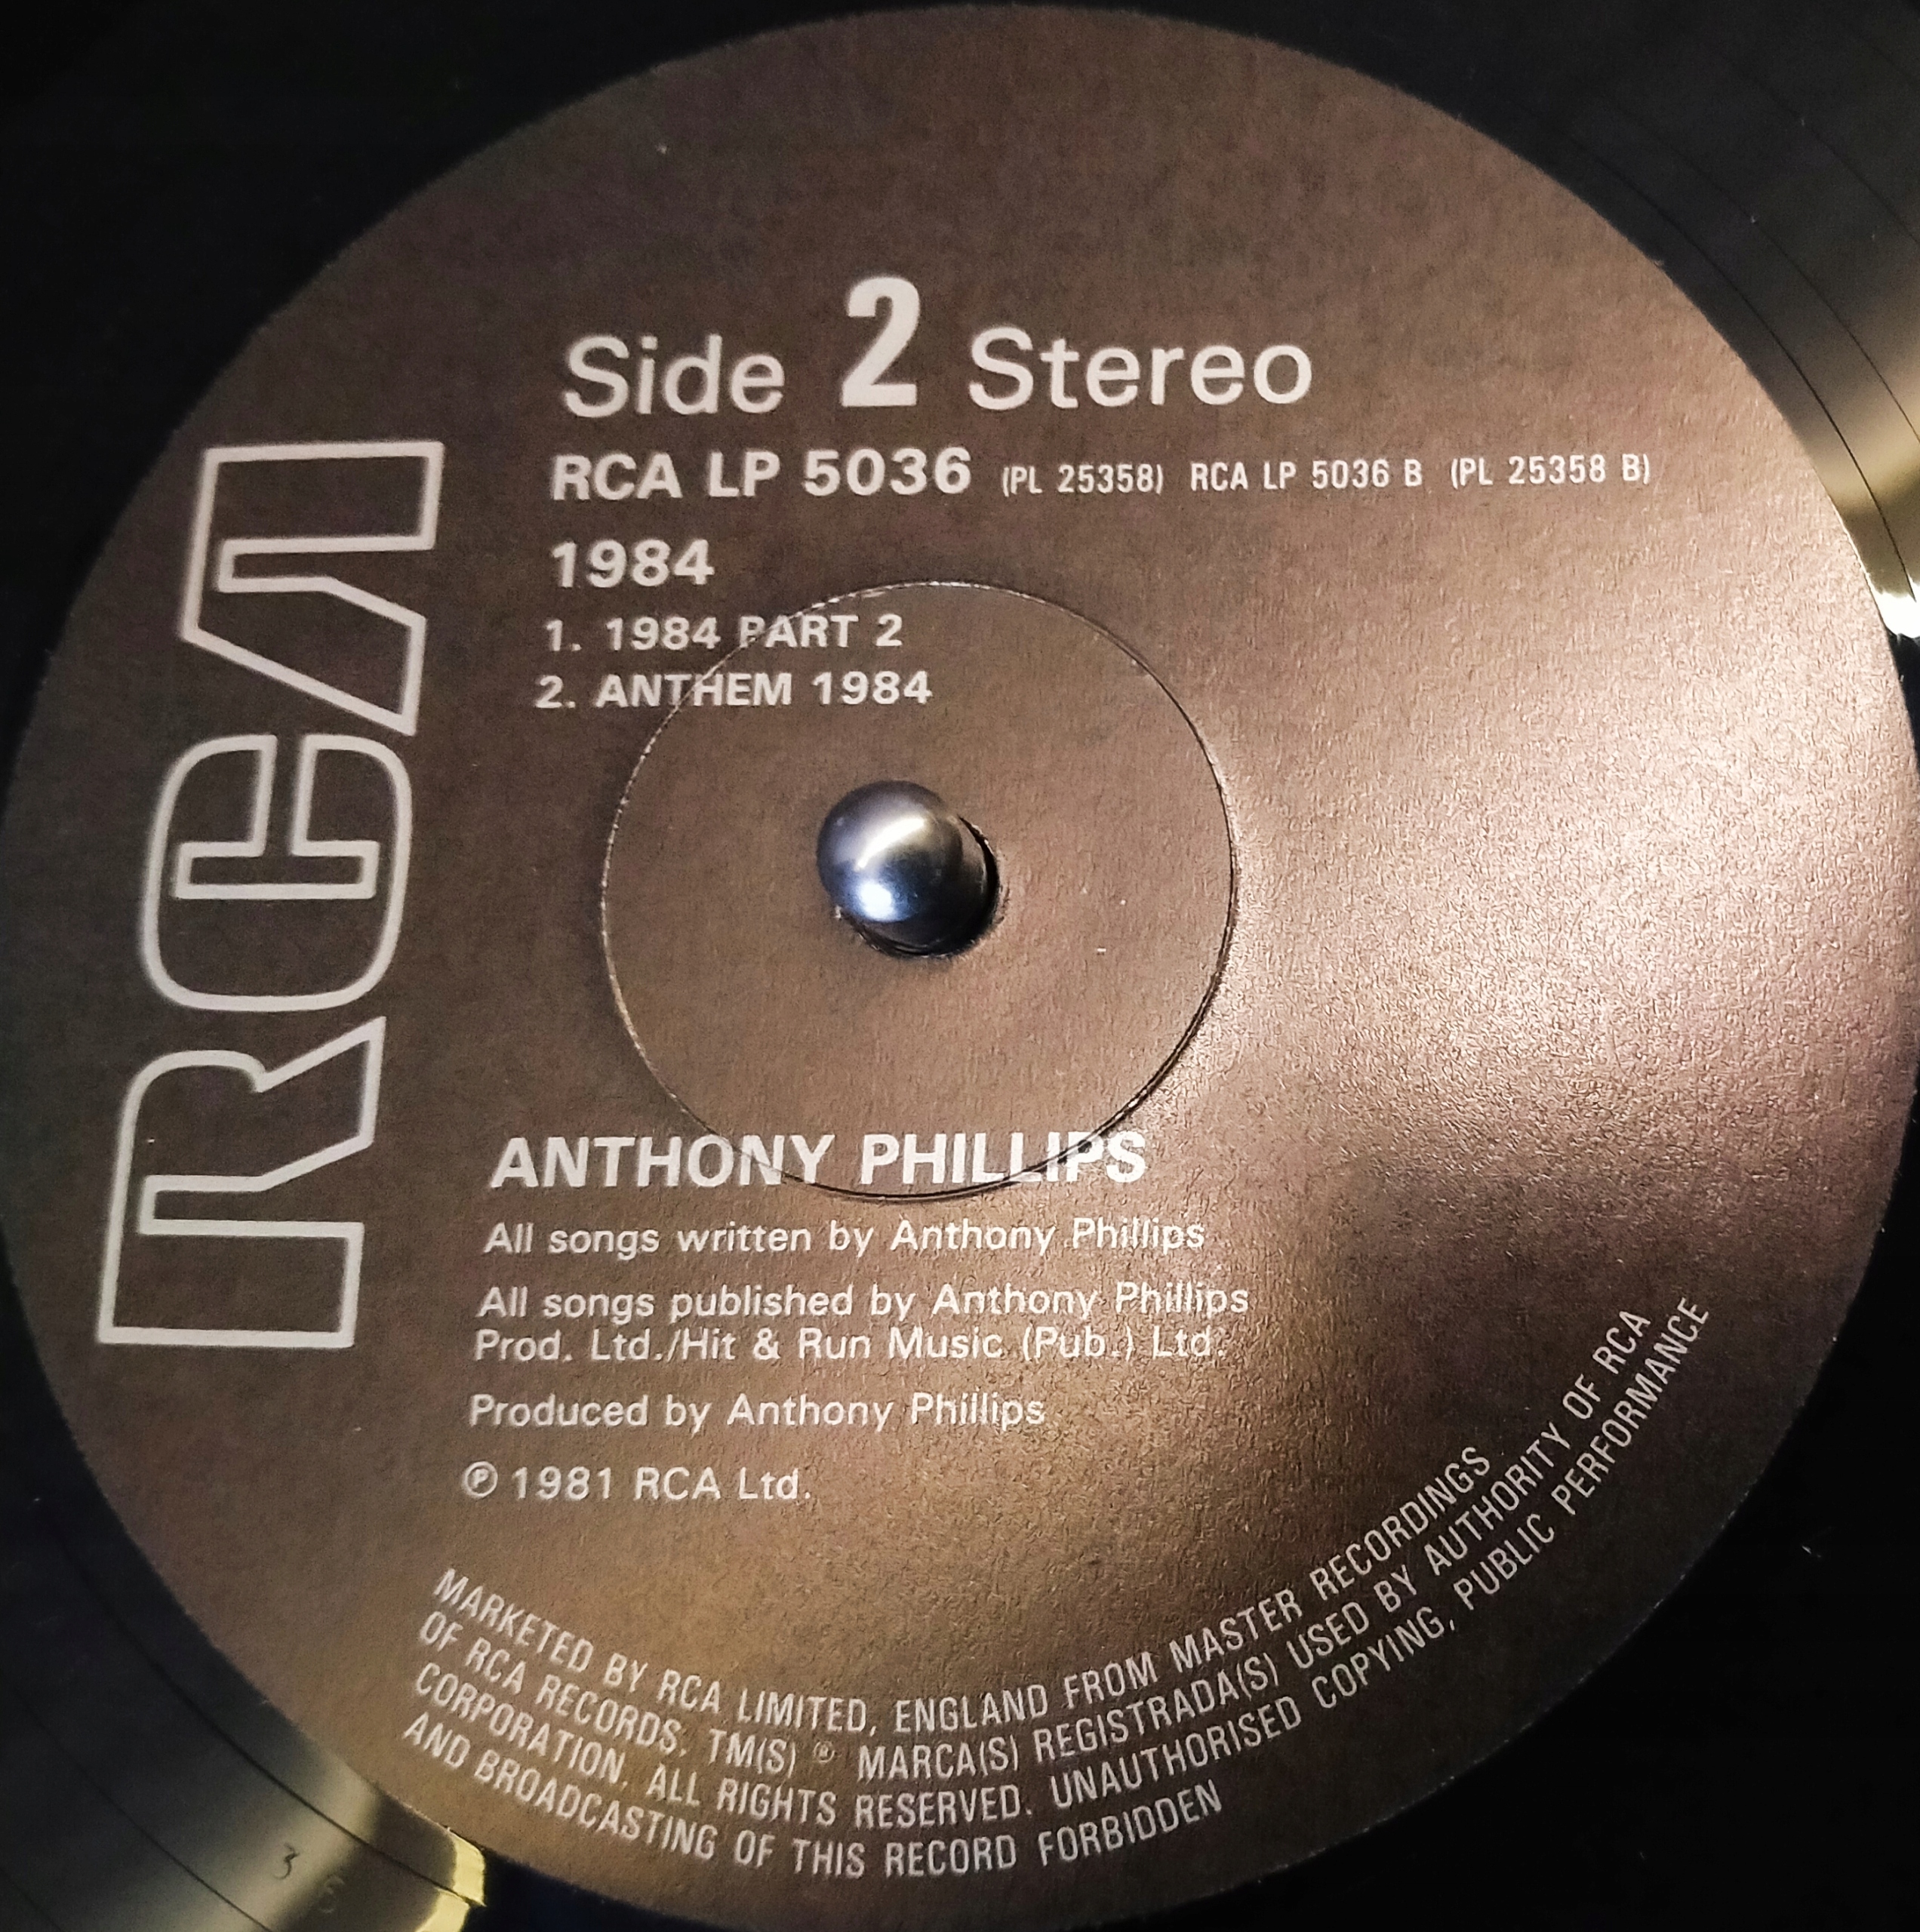 RCA
Side 2 Stereo
RCA LP 5036 (PL 25358) RCA LP 5036 B (PL 25358 B)
1984
1. 1984 PART 2
2. ANTHEM 1984
ANTHONY PHILLIPS
All songs written by Anthony Phillips
All songs published by Anthony Phillips
Prod. Ltd./Hit & Run Music (Pub.) Ltd.
Produced by Anthony Phillips
℗ 1981 RCA Ltd.
MARKETED BY RCA LIMITED, ENGLAND FROM MASTER RECORDINGS
OF RCA RECORDS. TM(S) ® MARCA(S) REGISTRADA(S) USED BY AUTHORITY OF RCA
CORPORATION. ALL RIGHTS RESERVED. UNAUTHORISED COPYING, PUBLIC PERFORMANCE
AND BROADCASTING OF THIS RECORD FORBIDDEN